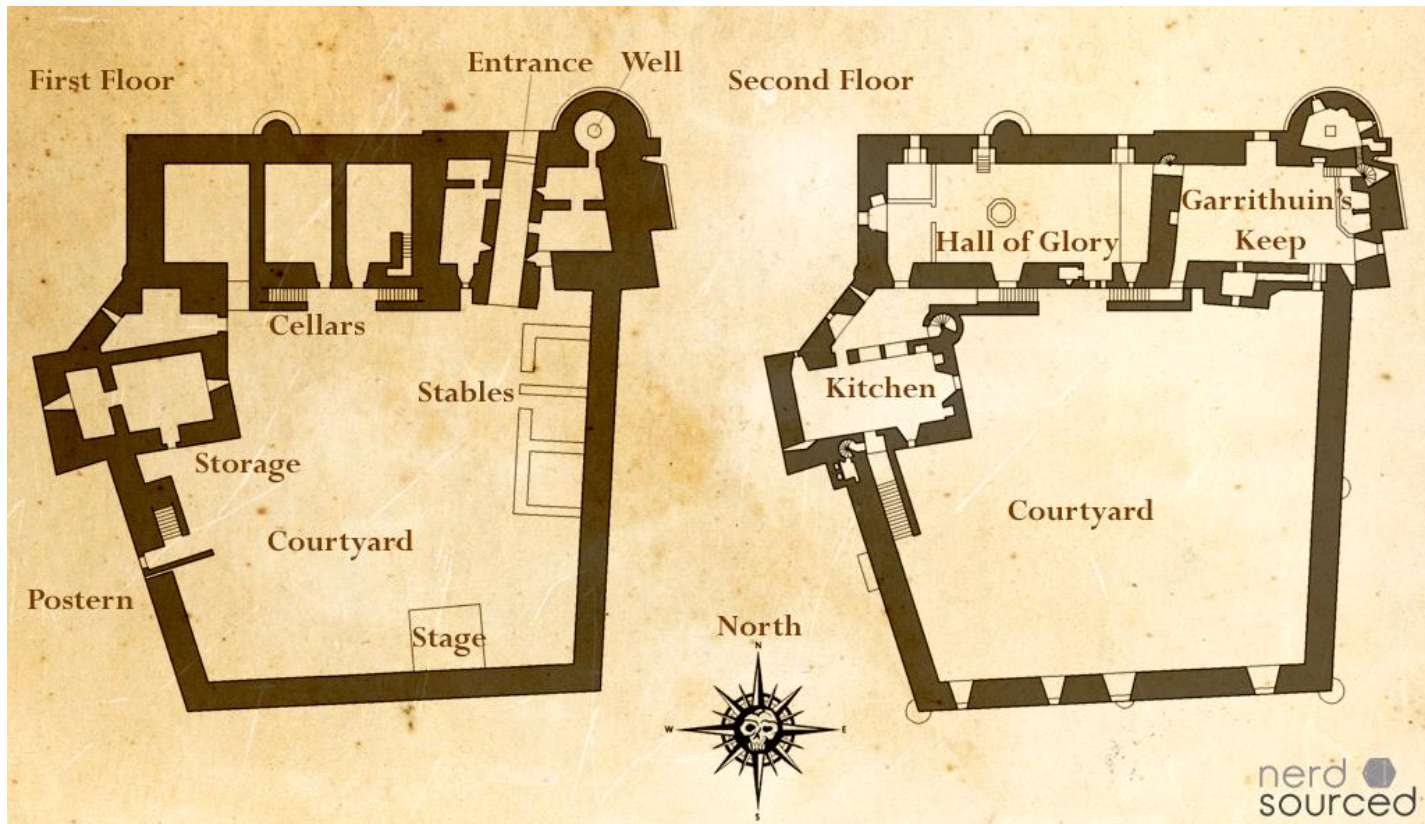 First Floor
Entrance
Well
Cellars
Stables
Storage
Courtyard
Postern
Stage
Second Floor
Garrithuin's
Keep
Hall of Glory
Kitchen
Courtyard
North
N
W
E
S
nerd
sourced